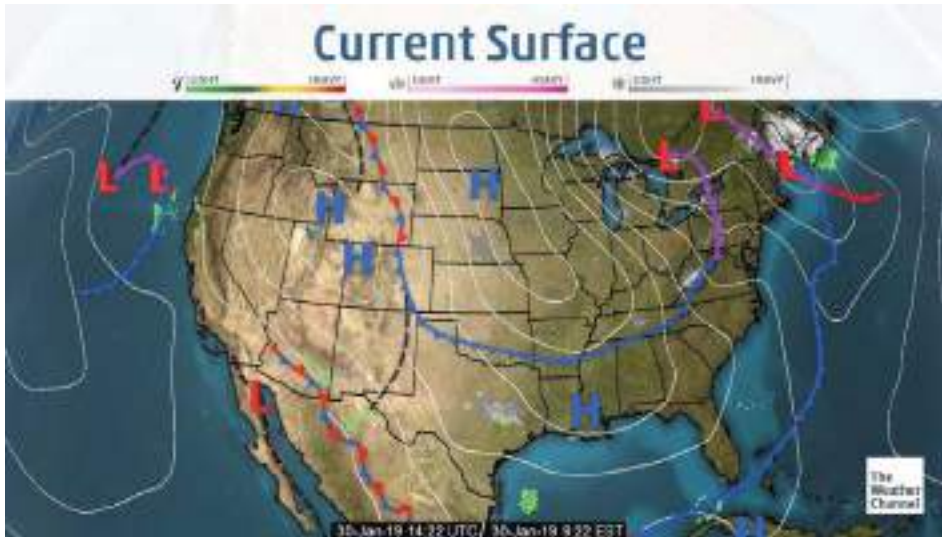 Current Surface
LIGHT HEAVY LIGHT HEAVY LIGHT HEAVY
L L L L L
H H
H
L H
H
The
Weather
Channel
30-Jan-19 14:22 UTC / 30-Jan-19 9:22 EST